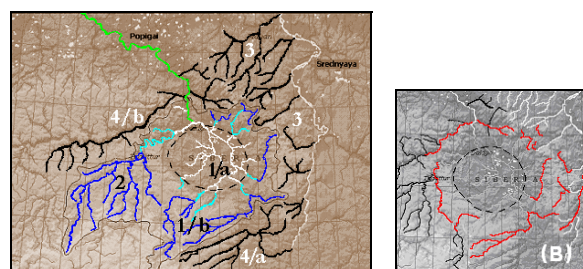 Popigai
3
Srednyaya
4/b
3
1/a
2
1/b
4/a
S I B E R I A
(B)